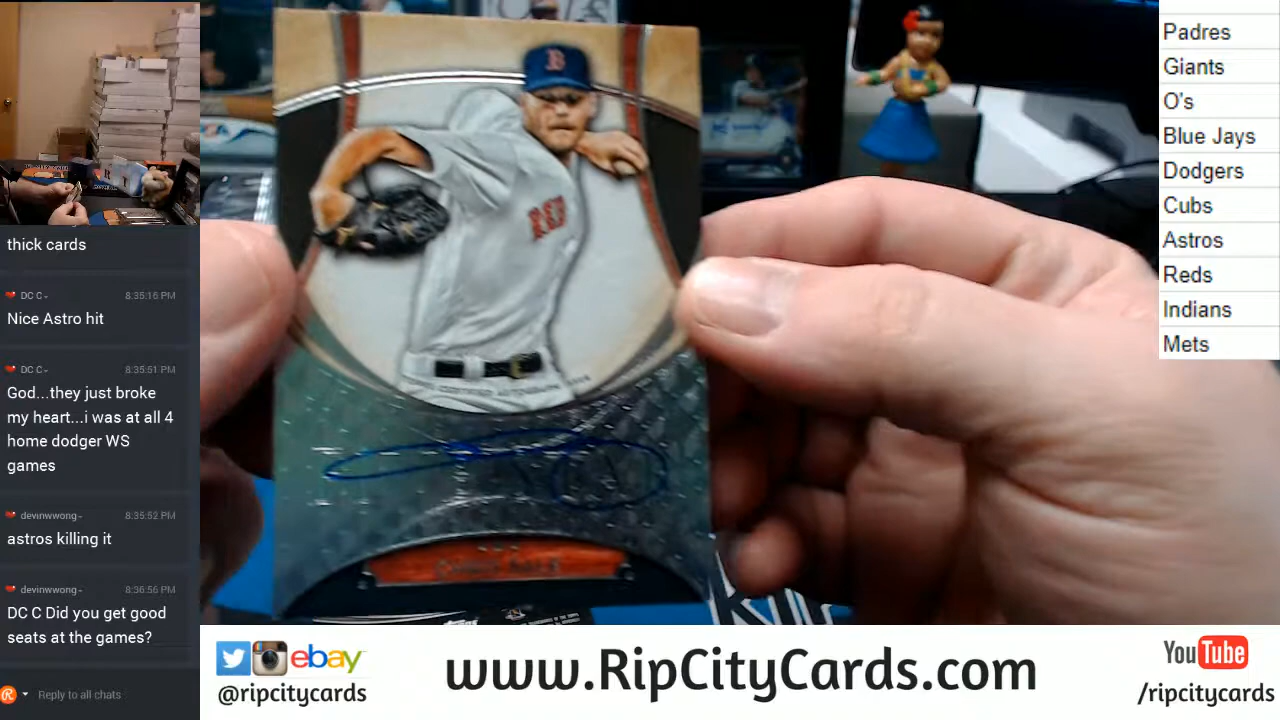 thick cards
DC C
8:35:16 PM
Nice Astro hit
DC C
8:35:51 PM
God...they just broke
my heart...i was at all 4
home dodger WS
games
devinwwong
8:35:52 PM
astros killing it
devinwwong
8:36:56 PM
DC C Did you get good
seats at the games?
Reply to all chats
B
RED
CHRIS SALE
Padres
Giants
O's
Blue Jays
Dodgers
Cubs
Astros
Reds
Indians
Mets
ebay
@ripcitycards
www.RipCityCards.com
YouTube
/ripcitycards